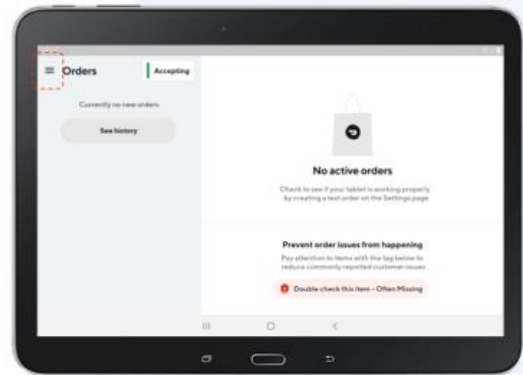 Orders
Accepting
Currently no new orders
See history
No active orders
Check to see if your tablet is working properly
by creating a test order on the Settings page
Prevent order issues from happening
Pay attention to items with the tag below to
reduce commonly reported customer issues
Double check this item - Often Missing